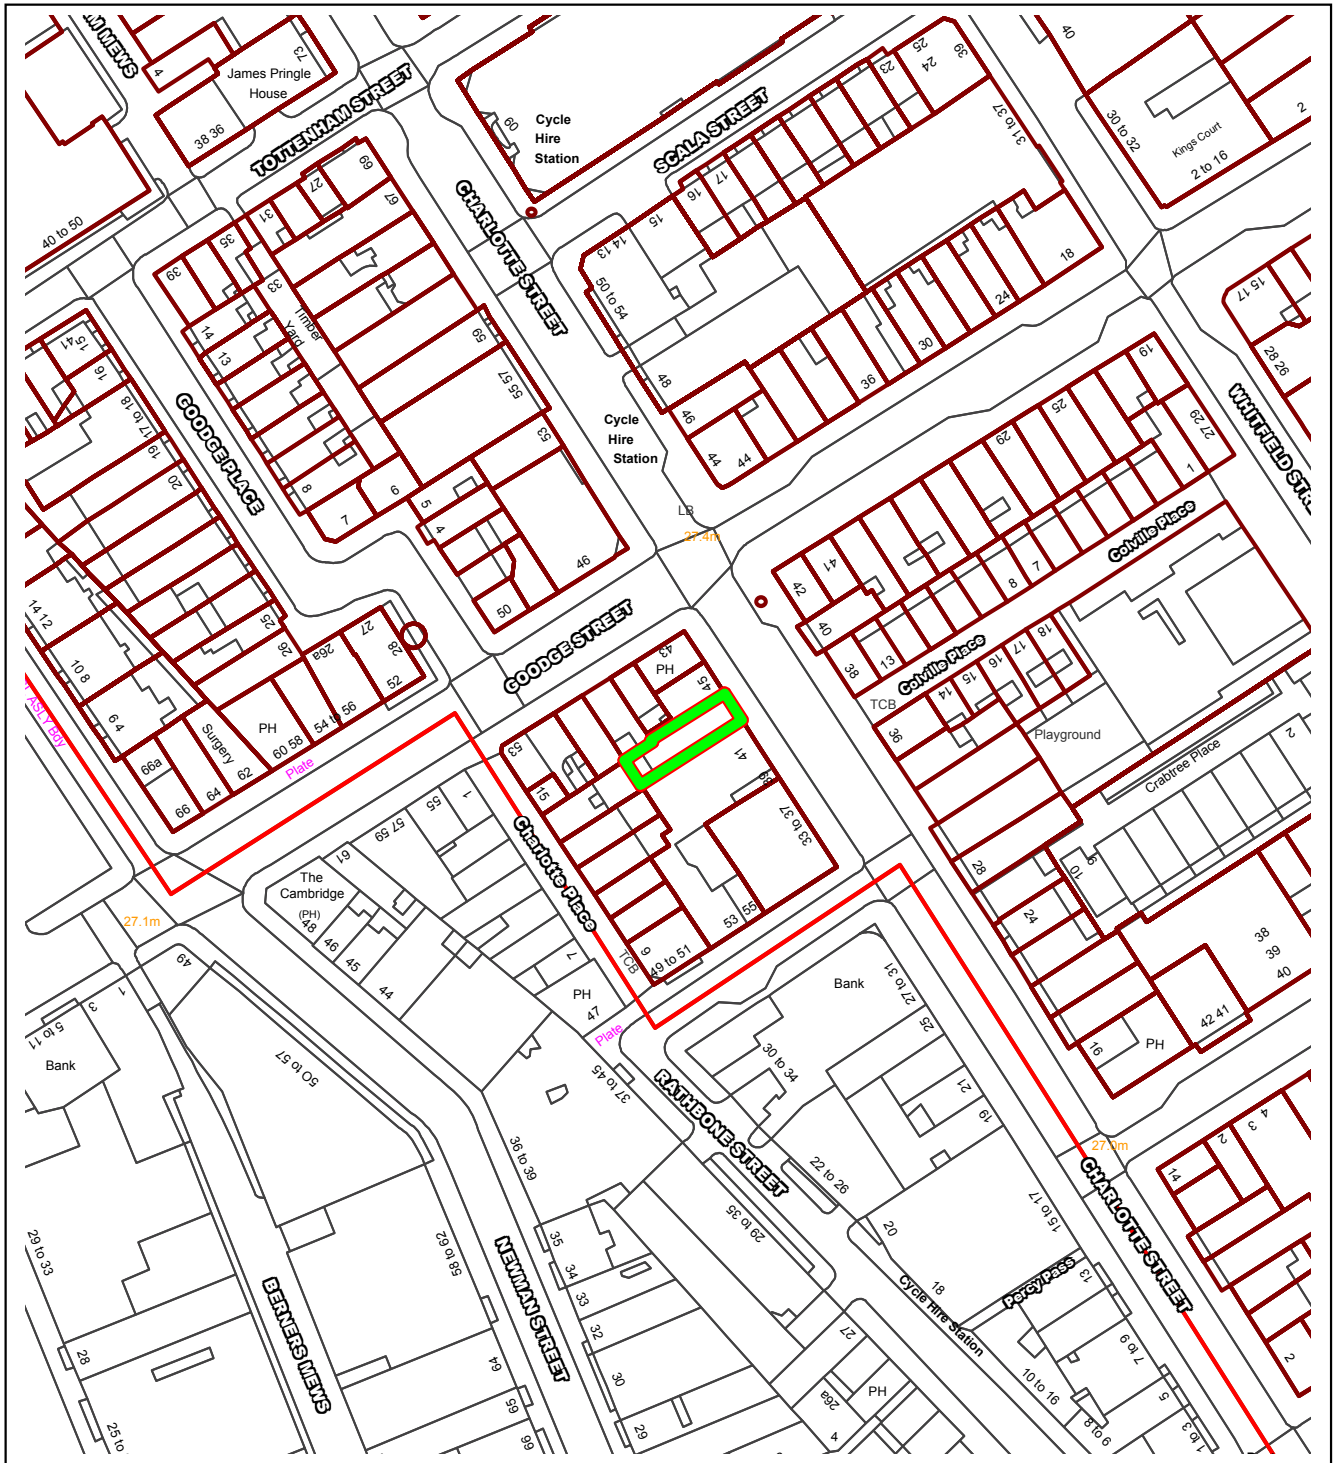 M MEWS
4
73
James Pringle
House
38 36
TOTTENHAM STREET
60
Cycle
Hire
Station
SCALA STREET
25
39
24
23
40
30 to 32
Kings Court
2 to 16
2
31 to 37
40 to 50
39
35
31
27
69
67
33
Timber
Yard
CHARLOTTE STREET
17
16
15
14 13
50 to 54
18
24
30
36
48
46
44
44
15 17
28 26
WHITFIELD STRE
14
13
8
7
6
5
4
59
55 57
53
46
50
Cycle
Hire
Station
LB
27.4m
15 41
16
17 to 18
19
20
GOODGE PLACE
25
26
26a
27
28
52
54 to 56
60 58
PH
Surgery
62
64
66
66a
Plate
14 12
10 8
6 4
T ASLY Bdy
19
25
29
27 29
1
41
42
40
38
13
8
7
Colville Place
Colville Place
GOODGE STREET
43
PH
45
41
39
33 to 37
53
15
Charlotte Place
9
TCB
49 to 51
53
55
TCB
36
14
15
16
17
18
Playground
Crabtree Place
2
28
24
10
9
38
39
40
42 41
PH
16
55
1
57 59
61
The
Cambridge
(PH)
48
46
45
44
7
PH
47
Plate
27.1m
49
1
3
5 to 11
Bank
50 to 57
37 to 45
RATHBONE STREET
Bank
27 to 31
25
30 to 34
21
19
22 to 26
20
15 to 17
27.0m
CHARLOTTE STREET
14
2
3
4
2
36 to 39
29 to 35
35
34
33
32
30
29
NEWMAN STREET
58 to 62
64
65
66
BERNERS MEWS
29 to 33
28
25 to
18
Percy Pass
13
Cycle Hire Station
7 to 9
10 to 16
5
8 to 9
1 to 3
27
26a
PH
4